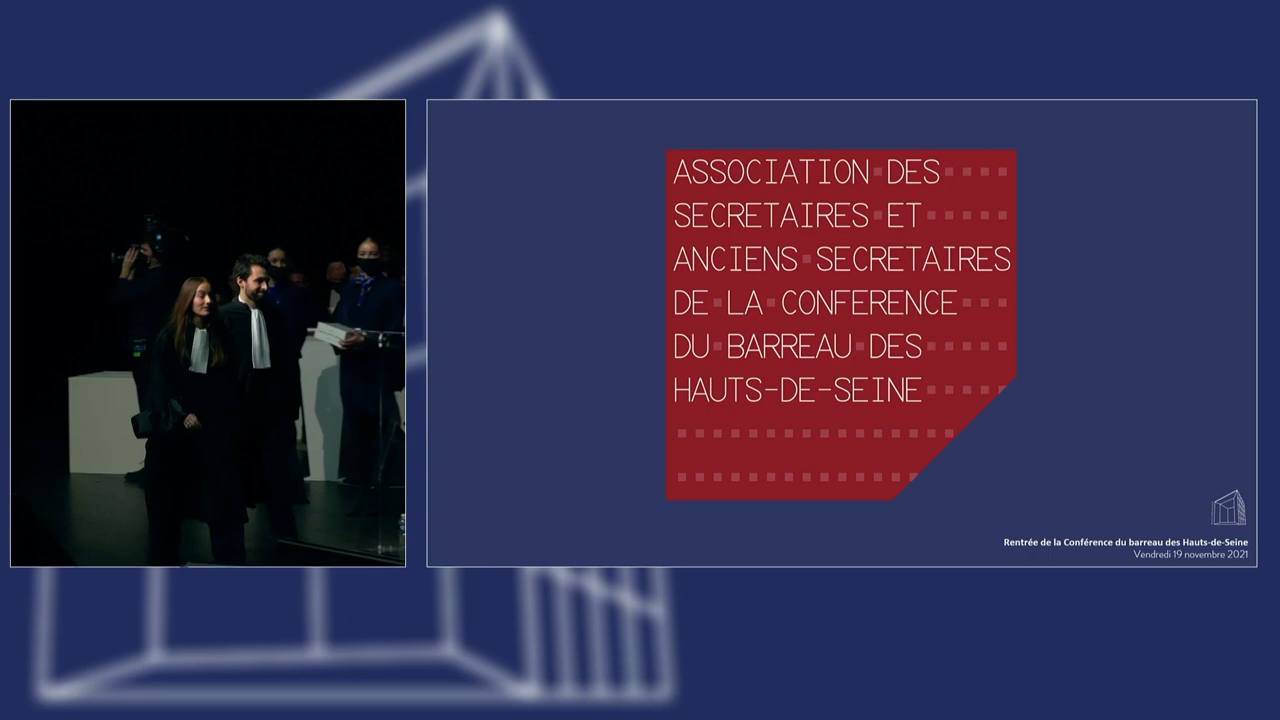 ASSOCIATION DES
SECRETAIRES ET
ANCIENS SECRETAIRES
DE LA CONFERENCE
DU BARREAU DES
HAUTS-DE-SEINE
Rentrée de la Conférence du barreau des Hauts-de-Seine
Vendredi 19 novembre 2021